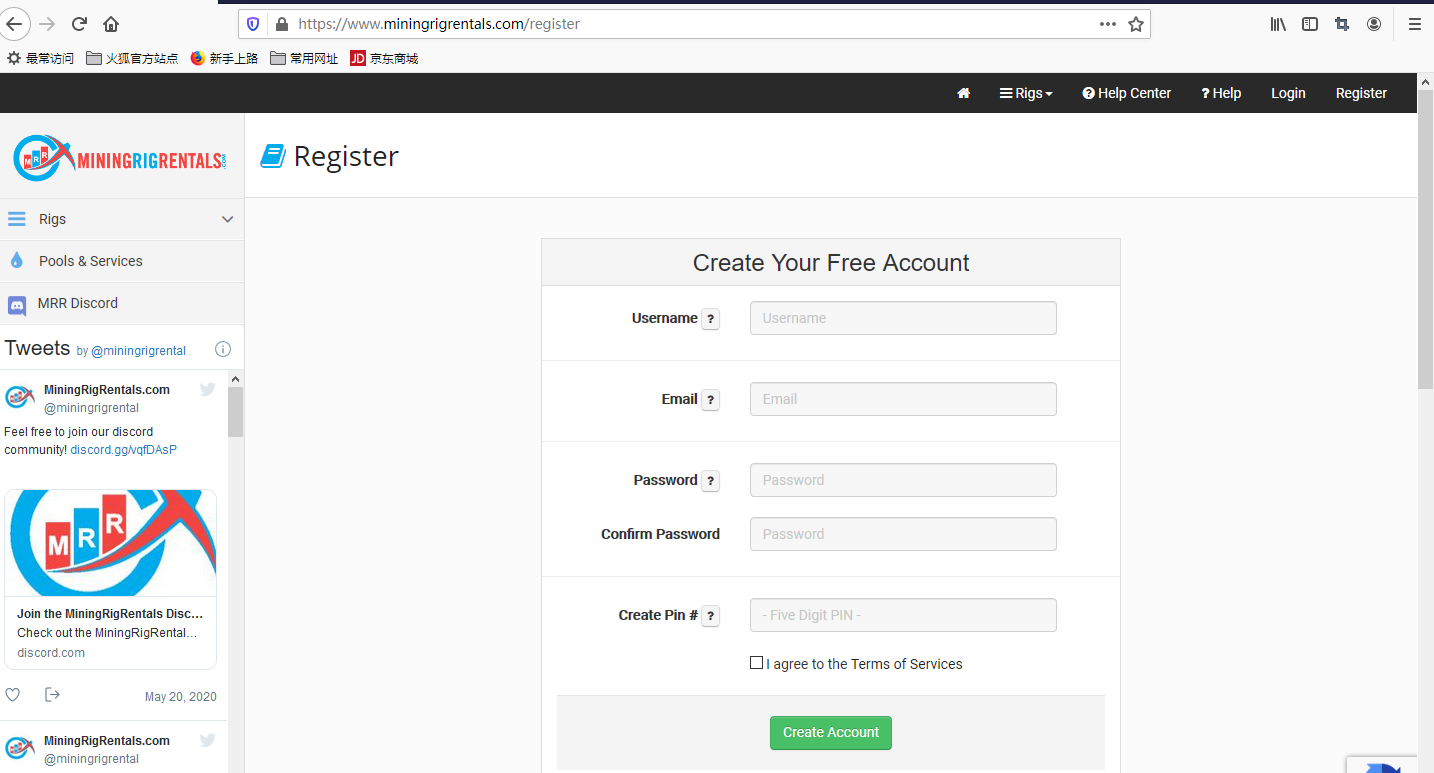 https://www.miningrigrentals.com/register
最常访问 火狐官方站点 新手上路 常用网址 JD 京东商城
Rigs ? Help Center ? Help Login Register
MRR MININGRIGRENTALS.COM
Register
Rigs
Pools & Services
MRR Discord
Tweets by @miningrigrental
MiningRigRentals.com
@miningrigrental
Feel free to join our discord
community! discord.gg/vqfDAsP
MRR
Join the MiningRigRentals Disc...
Check out the MiningRigRental...
discord.com
May 20, 2020
MiningRigRentals.com
@miningrigrental
Create Your Free Account
Username ? Username
Email ? Email
Password ? Password
Confirm Password Password
Create Pin # ? - Five Digit PIN -
I agree to the Terms of Services
Create Account